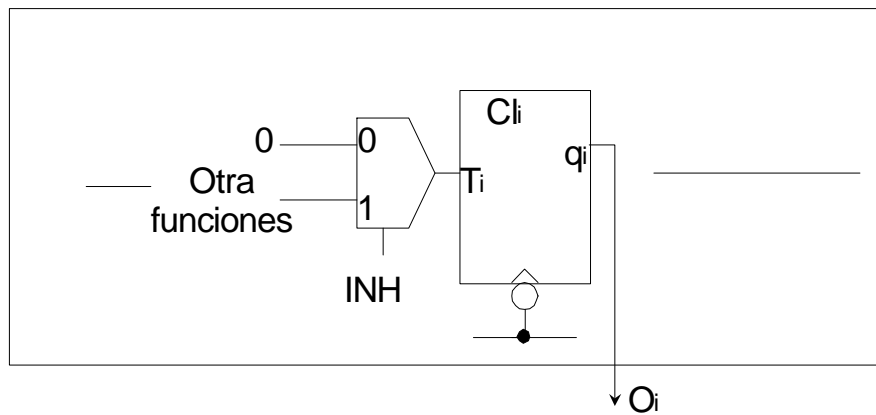 Cli
0
0
qi
Ti
Otra
funciones
1
INH
Oi